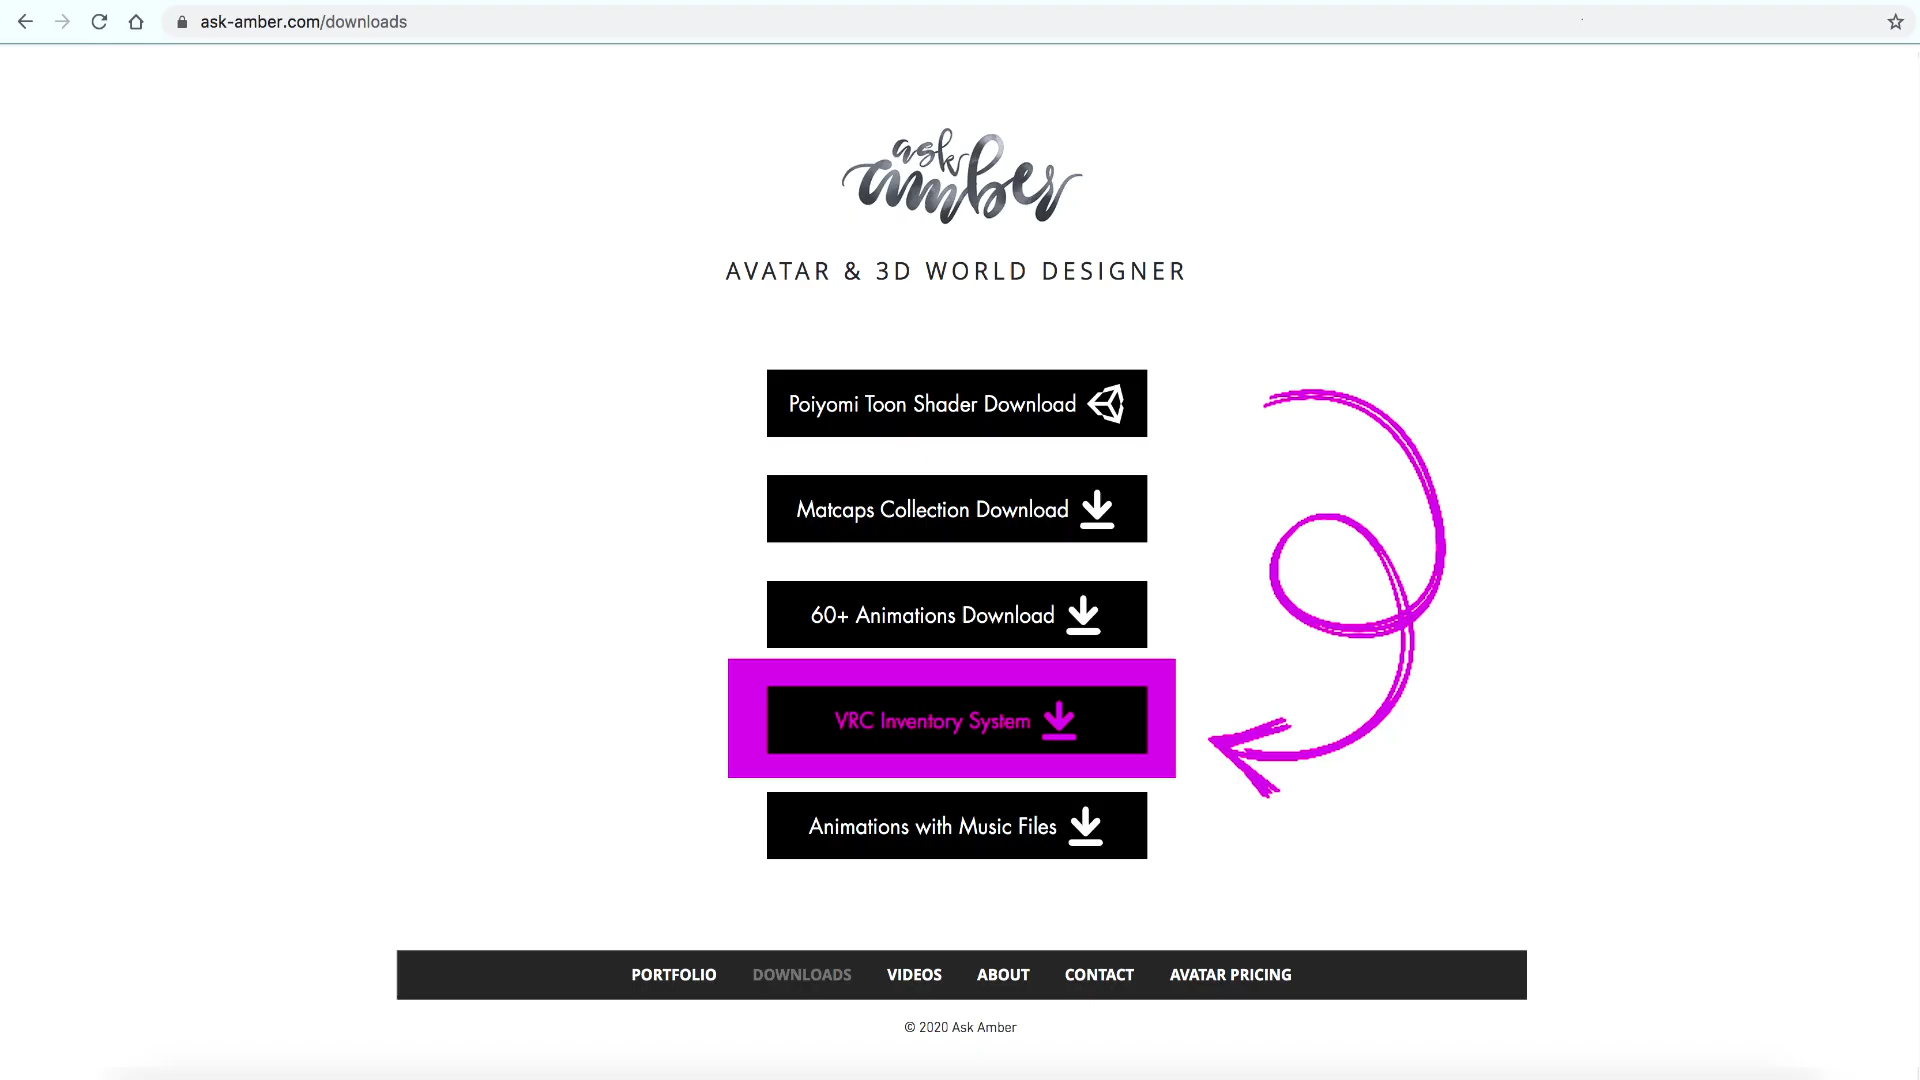 ask-amber.com/downloads
ask
amber
AVATAR & 3D WORLD DESIGNER
Poiyomi Toon Shader Download
Matcaps Collection Download
60+ Animations Download
VRC Inventory System
Animations with Music Files
PORTFOLIO DOWNLOADS VIDEOS ABOUT CONTACT AVATAR PRICING
© 2020 Ask Amber